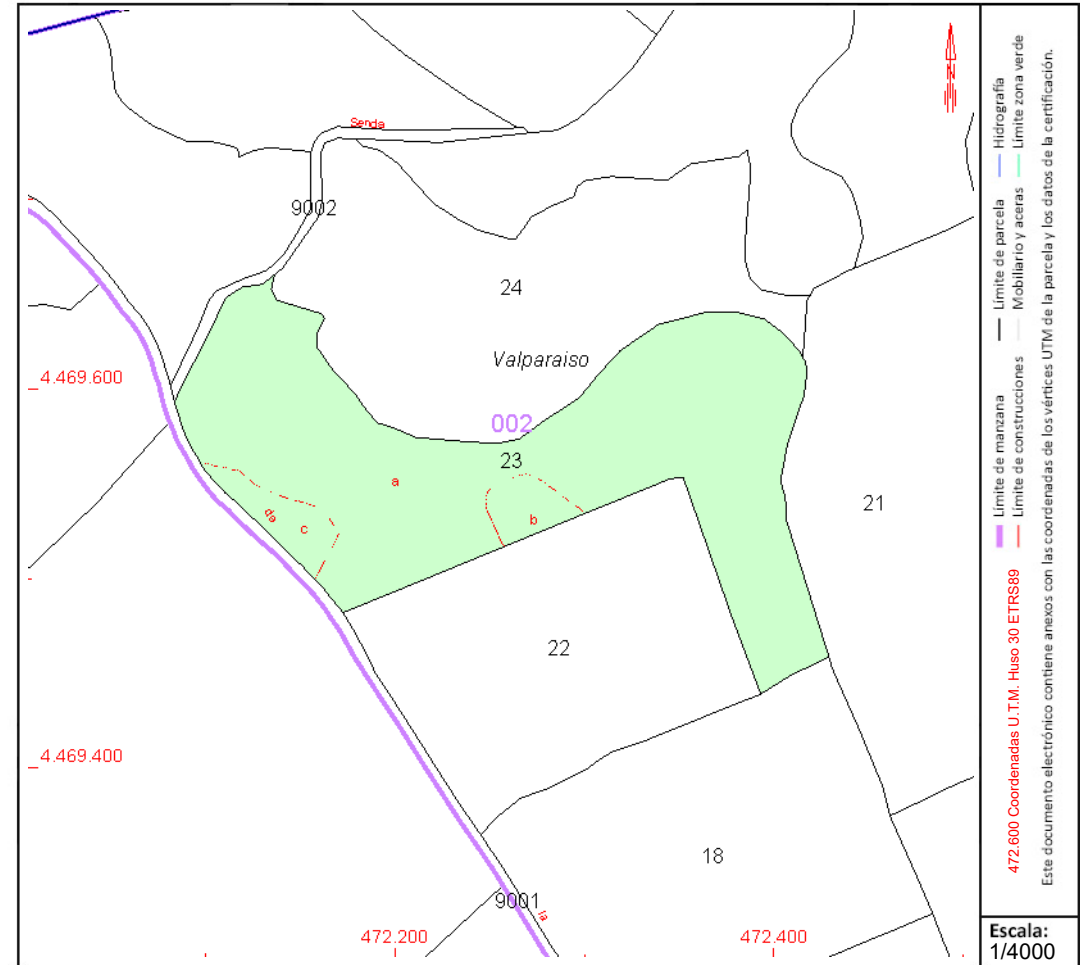 Senda
9002
24
Valparaiso
4.469.600
002
23
a
21
da
c
b
22
4.469.400
18
9001
la
472.200
472.400
N
Límite de manzana
Límite de parcela
Hidrografía
Límite de construcciones
Mobiliario y aceras
Límite zona verde
472.600 Coordenadas U.T.M. Huso 30 ETRS89
Este documento electrónico contiene anexos con las coordenadas de los vértices UTM de la parcela y los datos de la certificación.
Escala:
1/4000